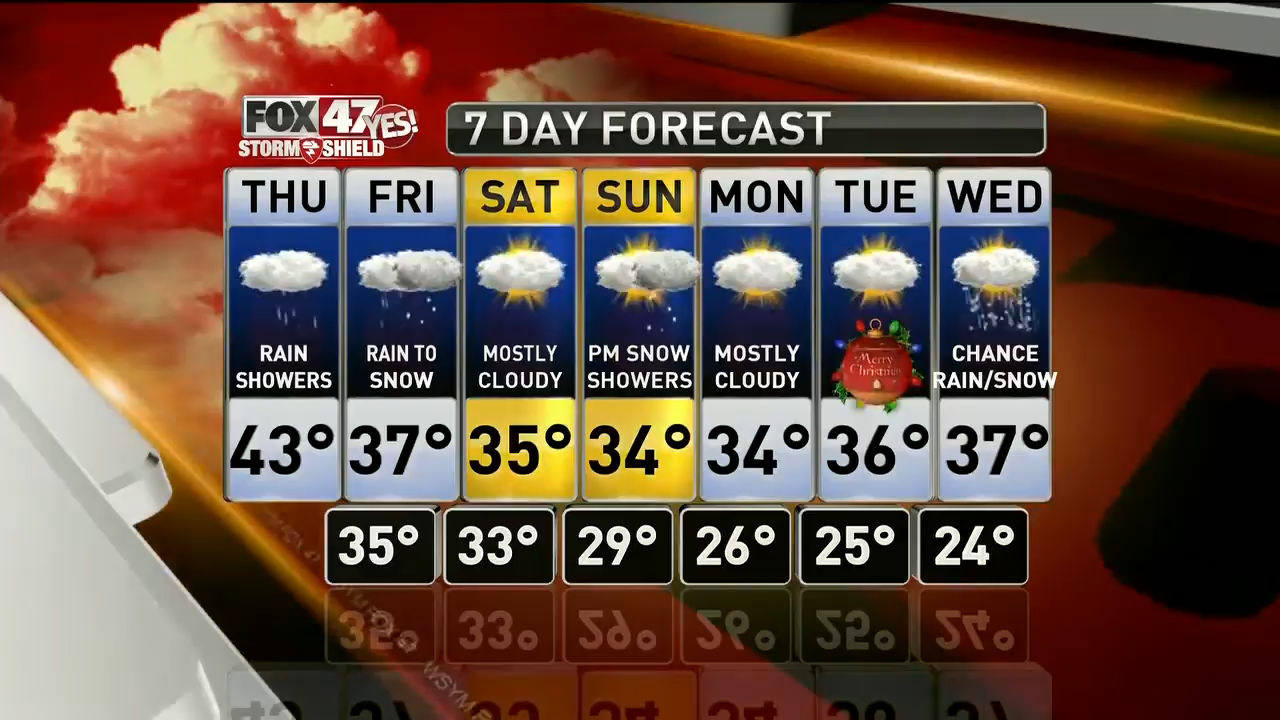 FOX 47 YES!
STORM SHIELD
7 DAY FORECAST
THU FRI SAT SUN MON TUE WED
RAIN SHOWERS
RAIN TO SNOW
MOSTLY CLOUDY
PM SNOW SHOWERS
MOSTLY CLOUDY
Merry Christmas
CHANCE RAIN/SNOW
43° 37° 35° 34° 34° 36° 37°
35° 33° 29° 26° 25° 24°